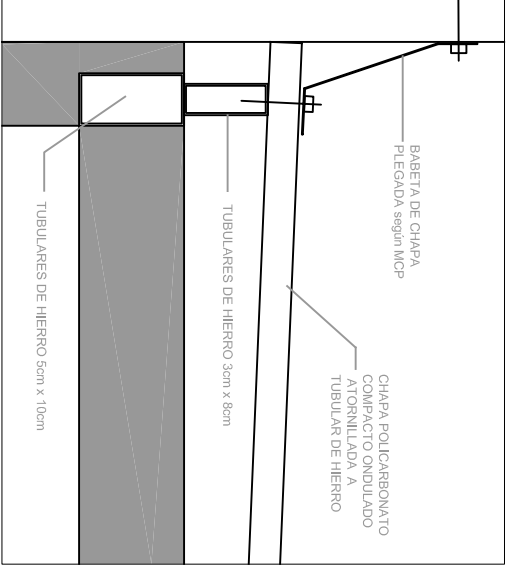 BABETA DE CHAPA
PLEGADA según MCP
CHAPA POLICARBONATO
COMPACTO ONDULADO
ATORNILLADA A
TUBULAR DE HIERRO
TUBULARES DE HIERRO 3cm x 8cm
TUBULARES DE HIERRO 5cm x 10cm